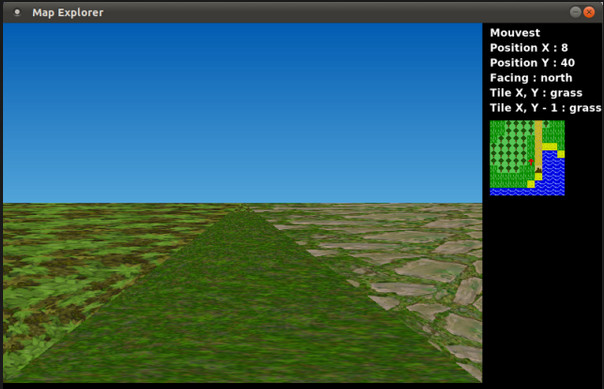 Map Explorer
Mouvest
Position X : 8
Position Y : 40
Facing : north
Tile X, Y : grass
Tile X, Y - 1 : grass